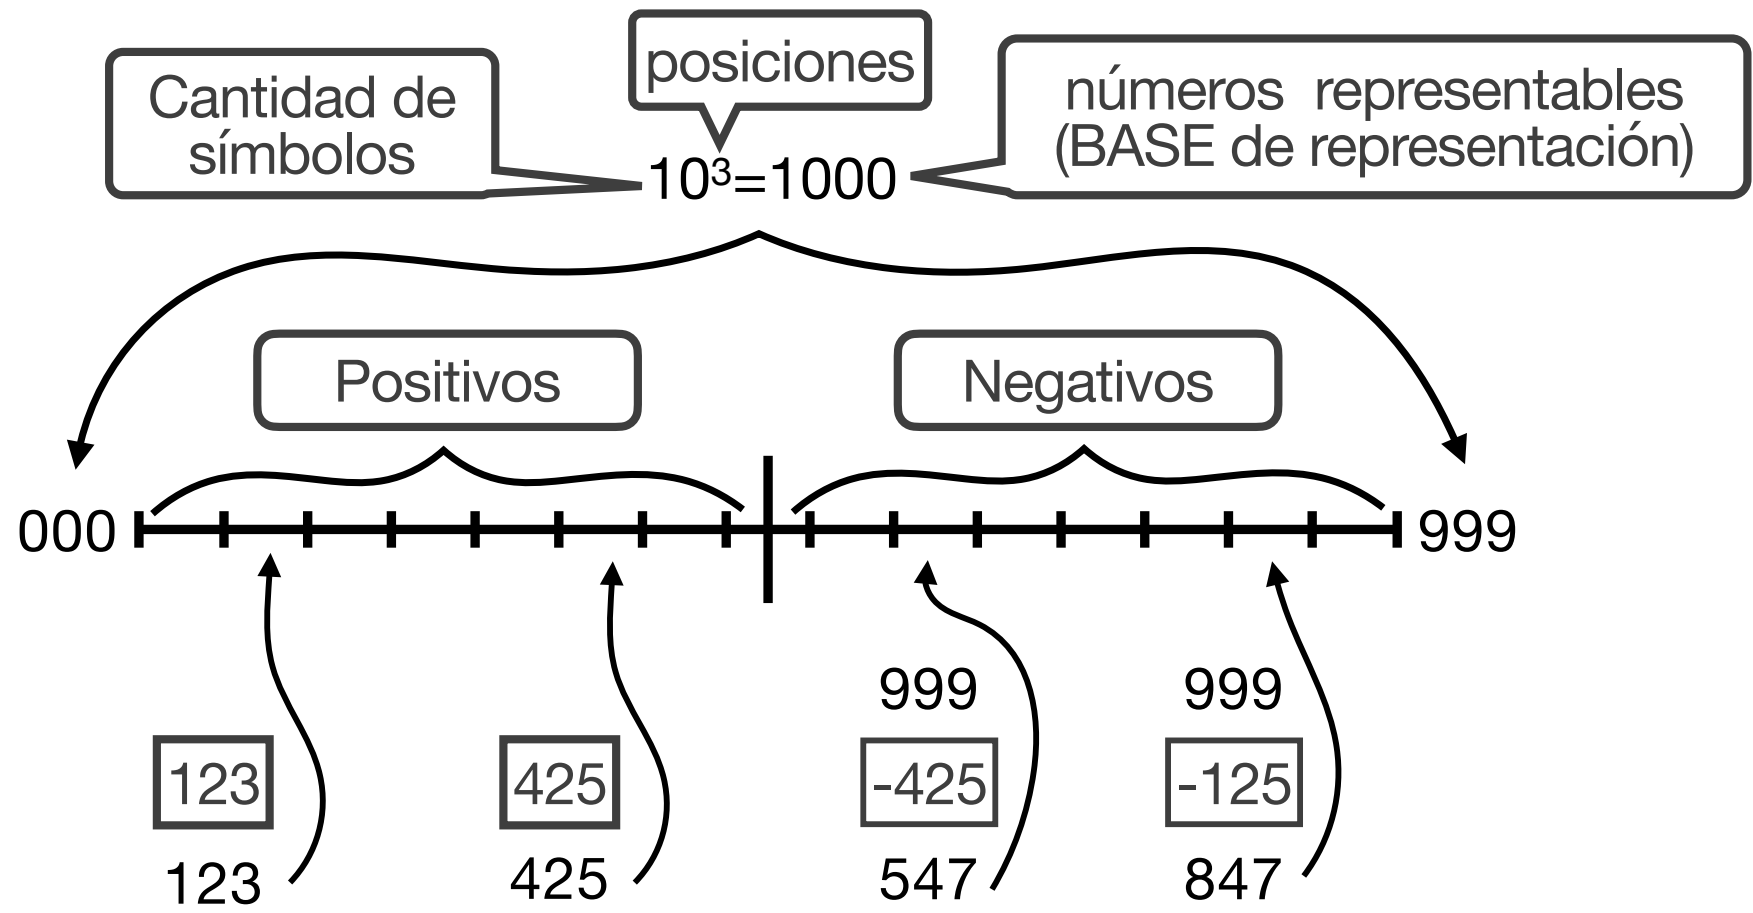 posiciones
Cantidad de
símbolos
números representables
(BASE de representación)
10³=1000
Positivos
Negativos
000
999
999
999
123
425
-425
-125
123
425
547
847